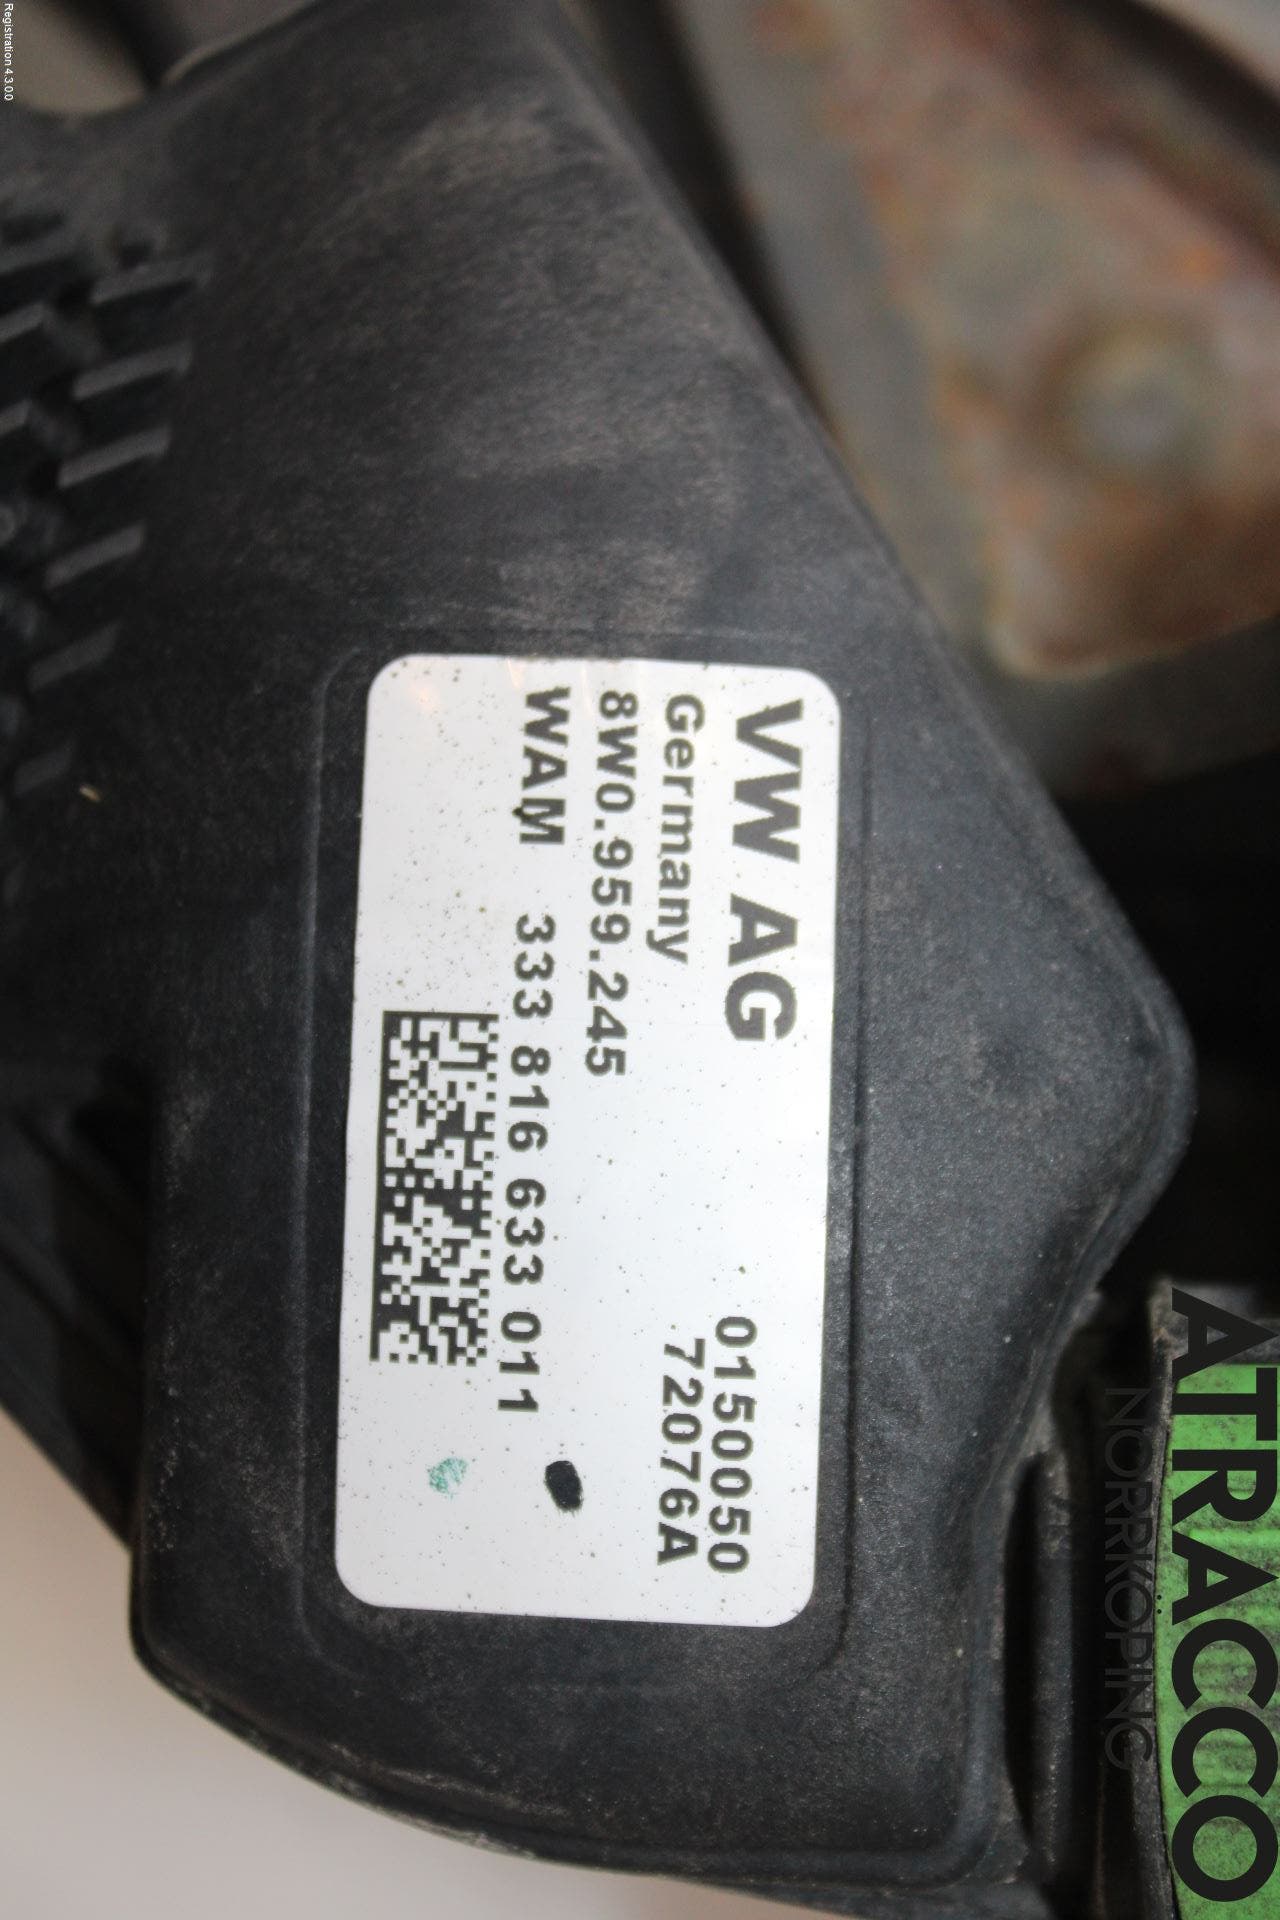 Registration 4.3.0.0
VW AG
0150050
Germany
72076A
8W0.959.245
WAM 333 816 633 011
ATRACCO
NORRKÖPING